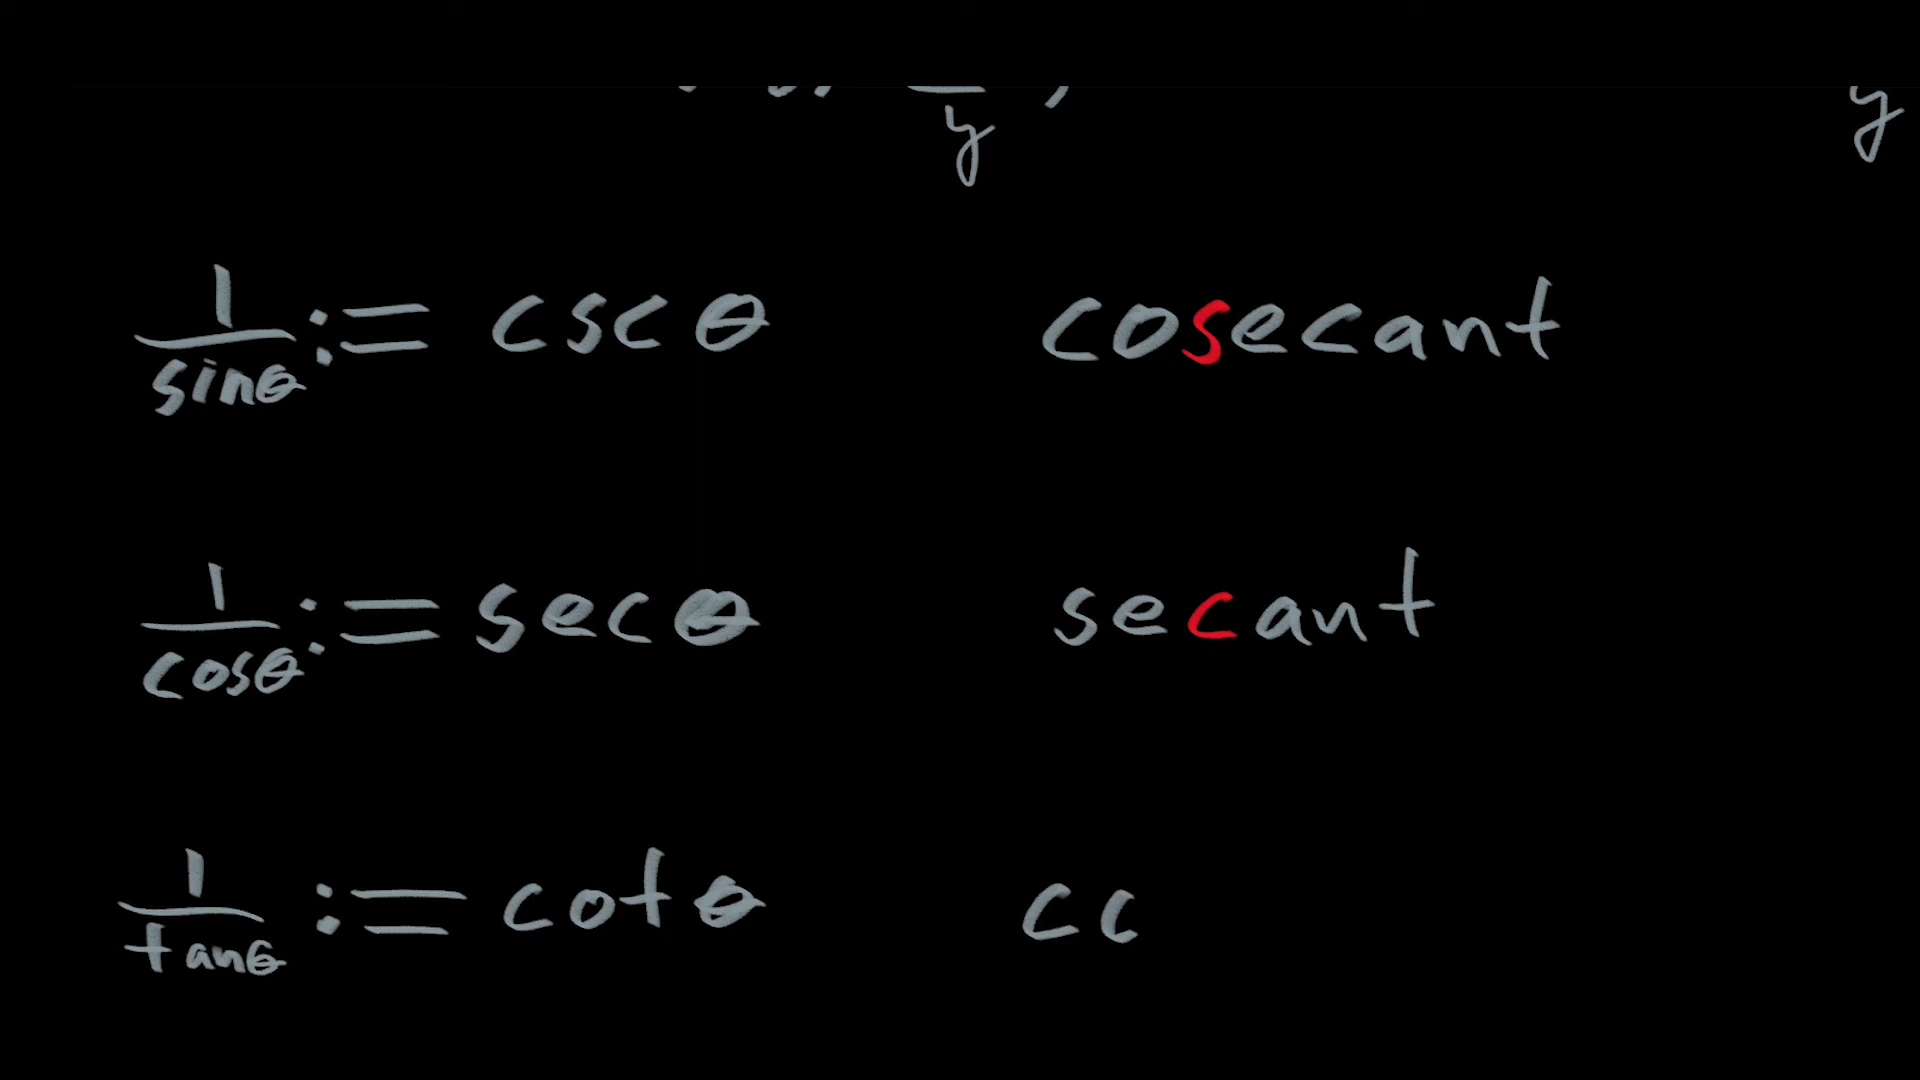 y y
1/sinθ := cscθ cosecant
1/cosθ := secθ secant
1/tanθ := cotθ cc